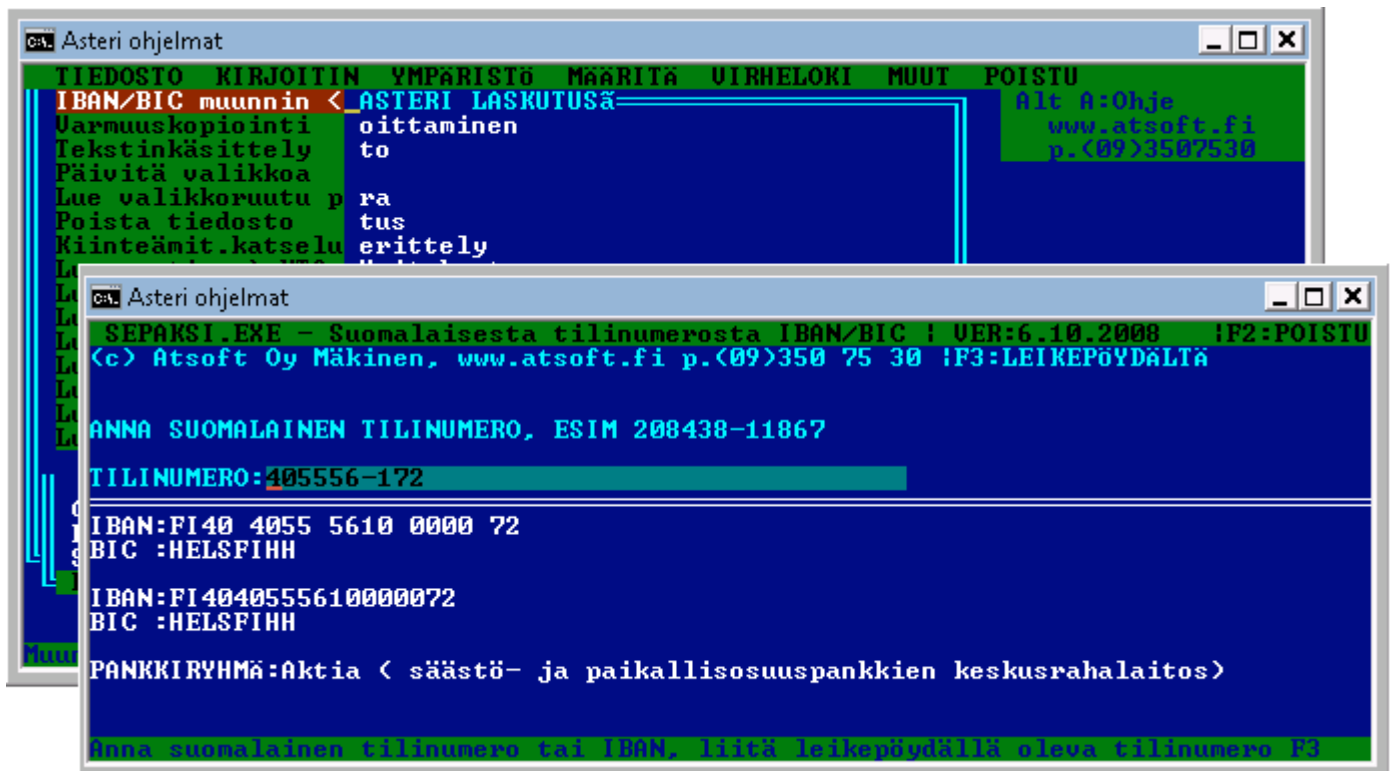 Asteri ohjelmat
TIEDOSTO KIRJOITIN YMPÄRISTÖ MÄÄRITÄ VIRHELOKI MUUT POISTU
IBAN/BIC muunnin <_ASTERI LASKUTUSä Alt A:Ohje
Varmuuskopiointi oittaminen www.atsoft.fi
Tekstinkäsittely to p.(09)3507530
Päivitä valikkoa
Lue valikkoruutu p ra
Poista tiedosto tus
Kiinteämit.katselu erittely
Asteri ohjelmat
SEPAKSI.EXE – Suomalaisesta tilinumerosta IBAN/BIC ¦ VER:6.10.2008 ¦F2:POISTU
(c) Atsoft Oy Mäkinen, www.atsoft.fi p.(09)350 75 30 ¦F3:LEIKEPÖYDÄLTÄ
ANNA SUOMALAINEN TILINUMERO, ESIM 208438-11867
TILINUMERO:405556-172
IBAN:FI40 4055 5610 0000 72
BIC :HELSFIHH
IBAN:FI4040555610000072
BIC :HELSFIHH
PANKKIRYHMä:Aktia ( säästö- ja paikallisosuuspankkien keskusrahalaitos)
Muun
Anna suomalainen tilinumero tai IBAN, liitä leikepöydällä oleva tilinumero F3